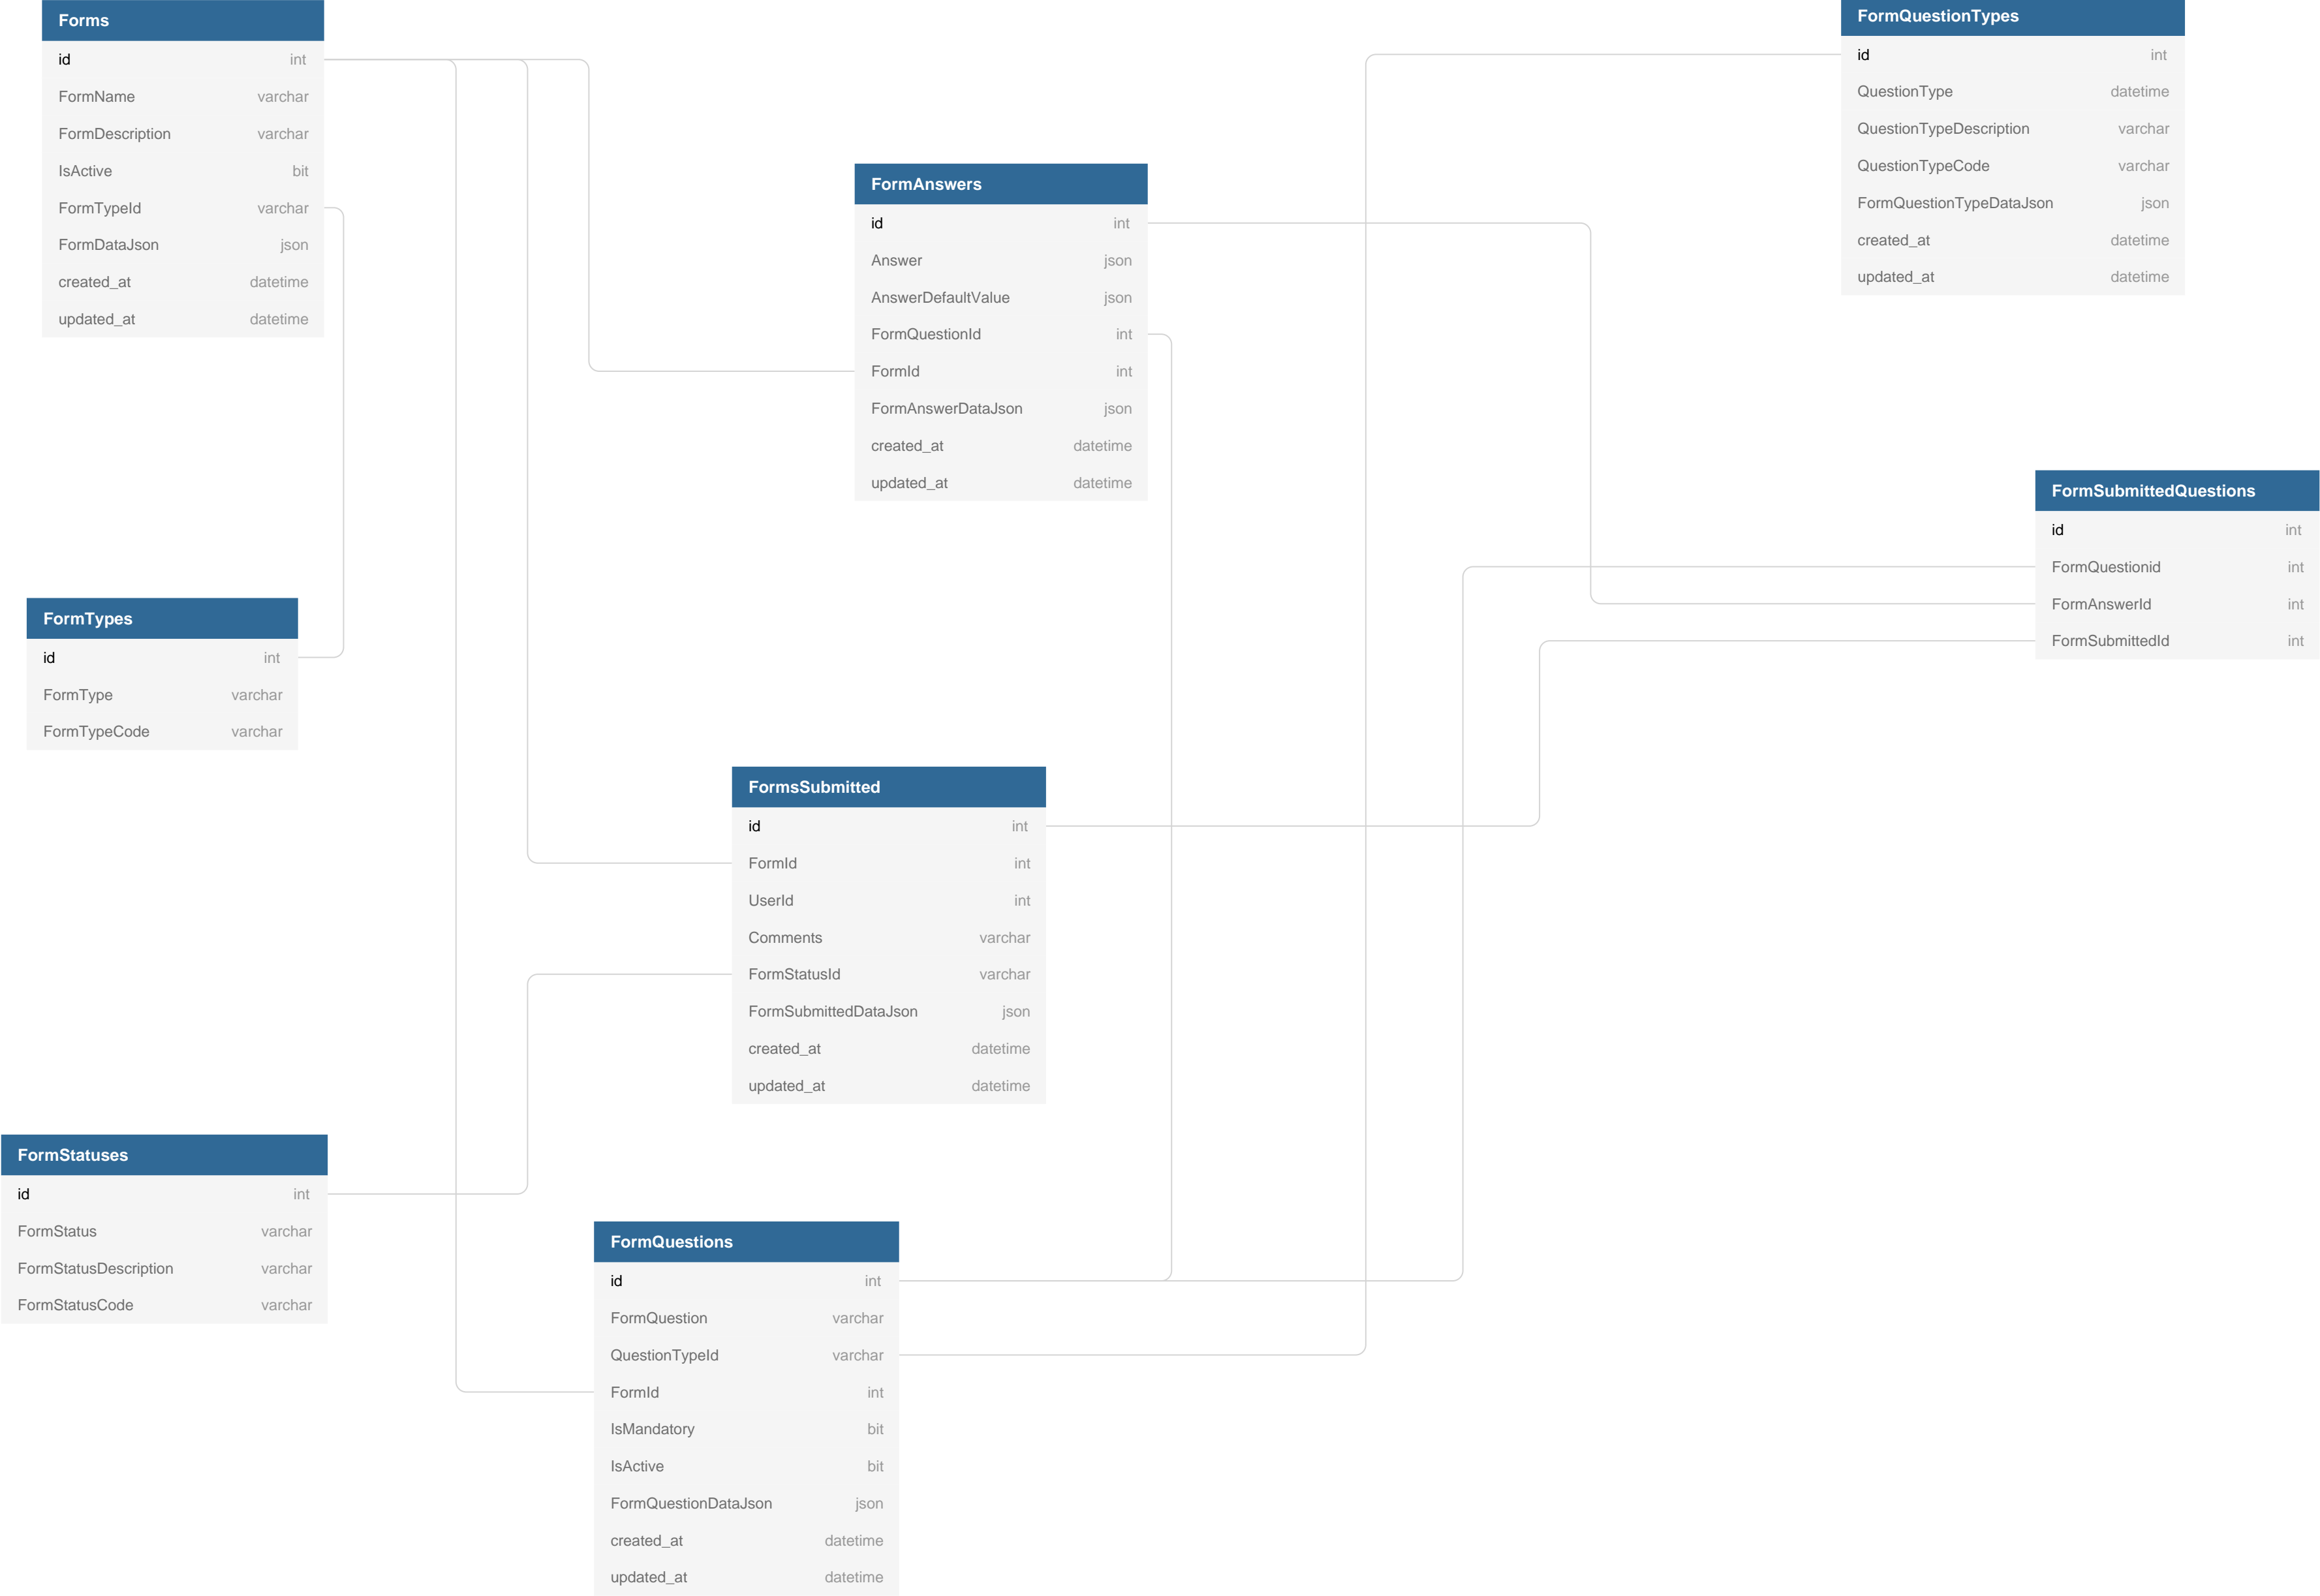 Forms
id int
FormName varchar
FormDescription varchar
IsActive bit
FormTypeId varchar
FormDataJson json
created_at datetime
updated_at datetime
FormQuestionTypes
id int
QuestionType datetime
QuestionTypeDescription varchar
QuestionTypeCode varchar
FormQuestionTypeDataJson json
created_at datetime
updated_at datetime
FormAnswers
id int
Answer json
AnswerDefaultValue json
FormQuestionId int
FormId int
FormAnswerDataJson json
created_at datetime
updated_at datetime
FormSubmittedQuestions
id int
FormQuestionid int
FormAnswerId int
FormSubmittedId int
FormTypes
id int
FormType varchar
FormTypeCode varchar
FormsSubmitted
id int
FormId int
UserId int
Comments varchar
FormStatusId varchar
FormSubmittedDataJson json
created_at datetime
updated_at datetime
FormStatuses
id int
FormStatus varchar
FormStatusDescription varchar
FormStatusCode varchar
FormQuestions
id int
FormQuestion varchar
QuestionTypeId varchar
FormId int
IsMandatory bit
IsActive bit
FormQuestionDataJson json
created_at datetime
updated_at datetime